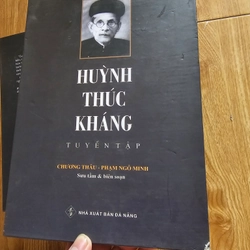 HUỲNH
THÚC
KHÁNG
TUYỂN TẬP
CHƯƠNG THÂU - PHẠM NGÔ MINH
Sưu tầm & biên soạn
NHÀ XUẤT BẢN ĐÀ NẴNG